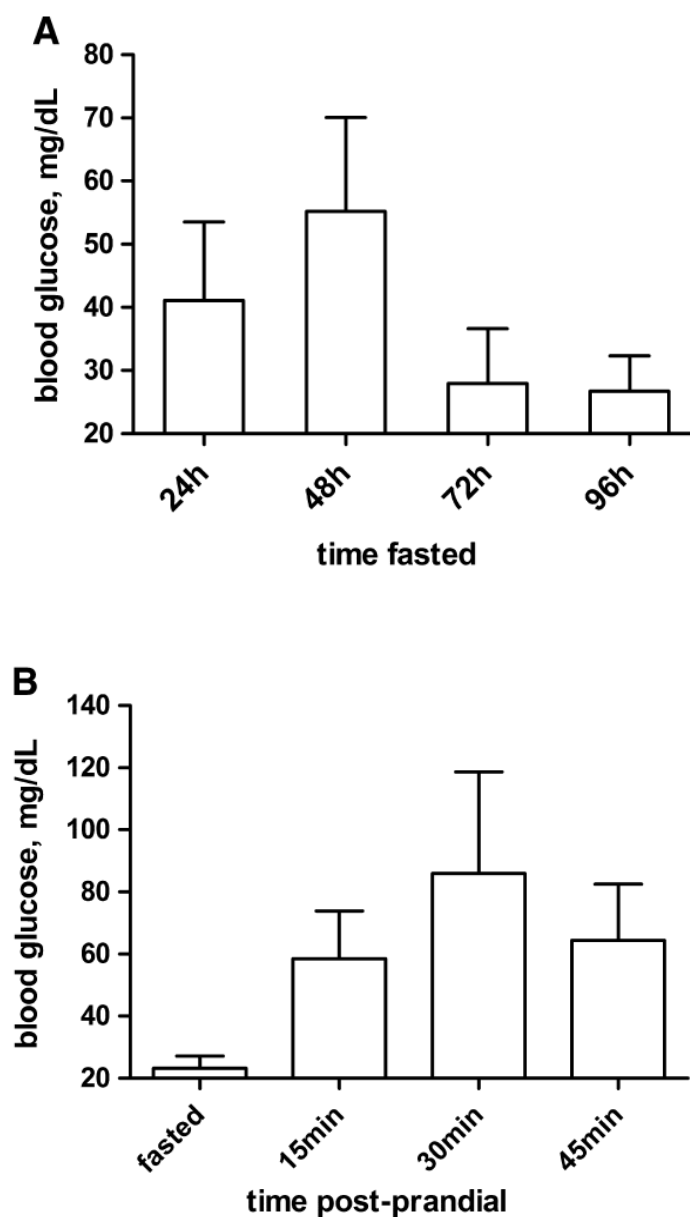 A
blood glucose, mg/dL
80
70
60
50
40
30
20
24h 48h 72h 96h
time fasted
B
blood glucose, mg/dL
140
120
100
80
60
40
20
fasted 15min 30min 45min
time post-prandial